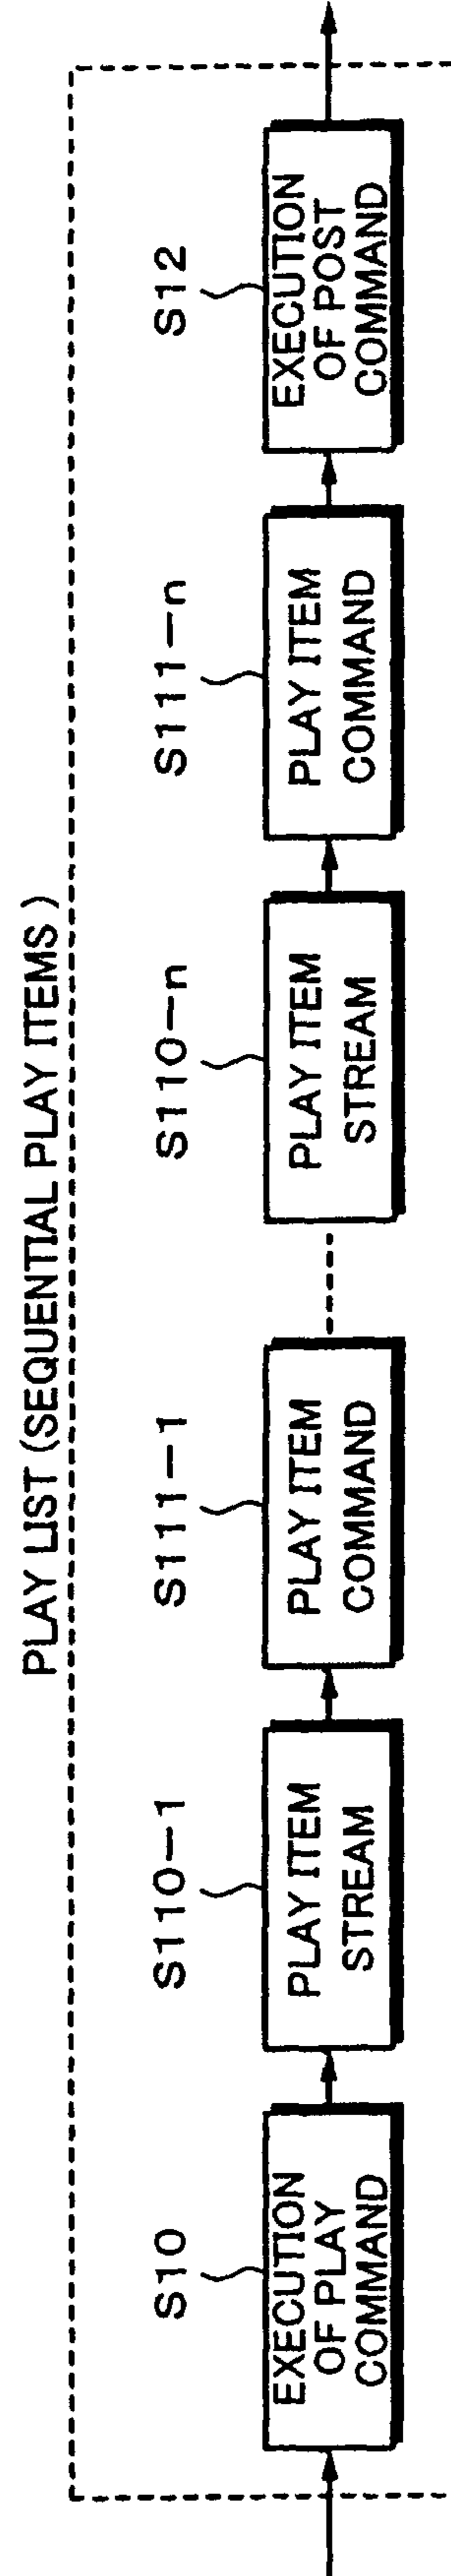 PLAY LIST (SEQUENTIAL PLAY ITEMS)
S10
EXECUTION
OF PLAY
COMMAND
S110-1
PLAY ITEM
STREAM
S111-1
PLAY ITEM
COMMAND
S110-n
PLAY ITEM
STREAM
S111-n
PLAY ITEM
COMMAND
S12
EXECUTION
OF POST
COMMAND